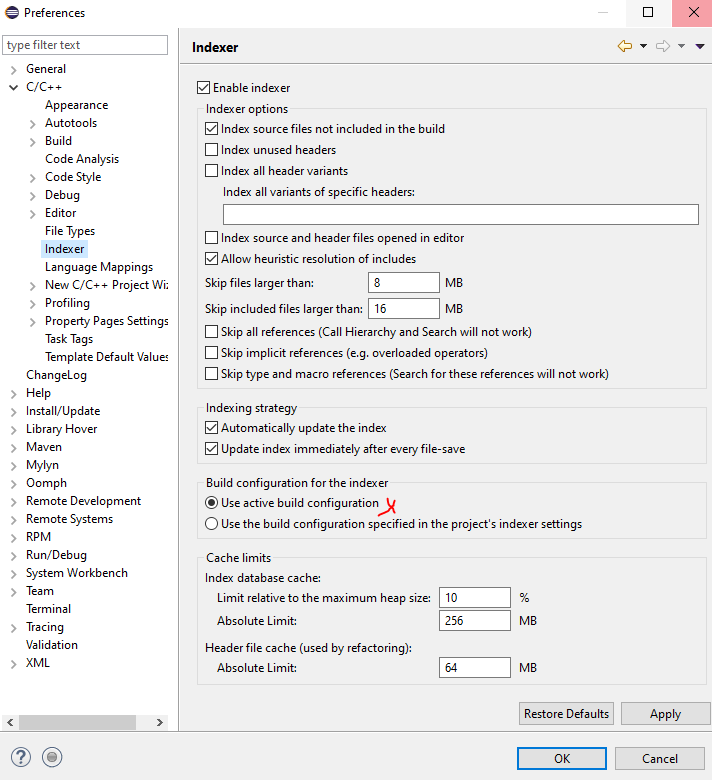 Preferences
type filter text
General
C/C++
Appearance
Autotools
Build
Code Analysis
Code Style
Debug
Editor
File Types
Indexer
Language Mappings
New C/C++ Project Wiz
Profiling
Property Pages Settings
Task Tags
Template Default Values
ChangeLog
Help
Install/Update
Library Hover
Maven
Mylyn
Oomph
Remote Development
Remote Systems
RPM
Run/Debug
System Workbench
Team
Terminal
Tracing
Validation
XML
Indexer
Enable indexer
Indexer options
Index source files not included in the build
Index unused headers
Index all header variants
Index all variants of specific headers:
Index source and header files opened in editor
Allow heuristic resolution of includes
Skip files larger than: 8 MB
Skip included files larger than: 16 MB
Skip all references (Call Hierarchy and Search will not work)
Skip implicit references (e.g. overloaded operators)
Skip type and macro references (Search for these references will not work)
Indexing strategy
Automatically update the index
Update index immediately after every file-save
Build configuration for the indexer
Use active build configuration
Use the build configuration specified in the project's indexer settings
Cache limits
Index database cache:
Limit relative to the maximum heap size: 10 %
Absolute Limit: 256 MB
Header file cache (used by refactoring):
Absolute Limit: 64 MB
Restore Defaults Apply
OK Cancel